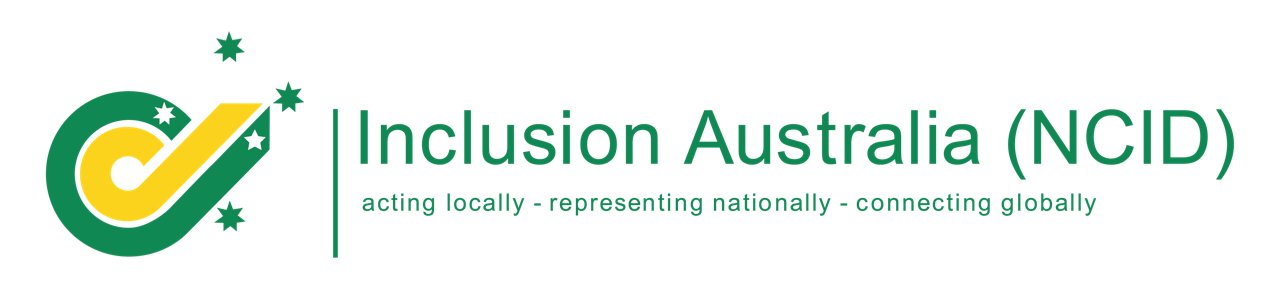 Inclusion Australia (NCID)
acting locally - representing nationally - connecting globally